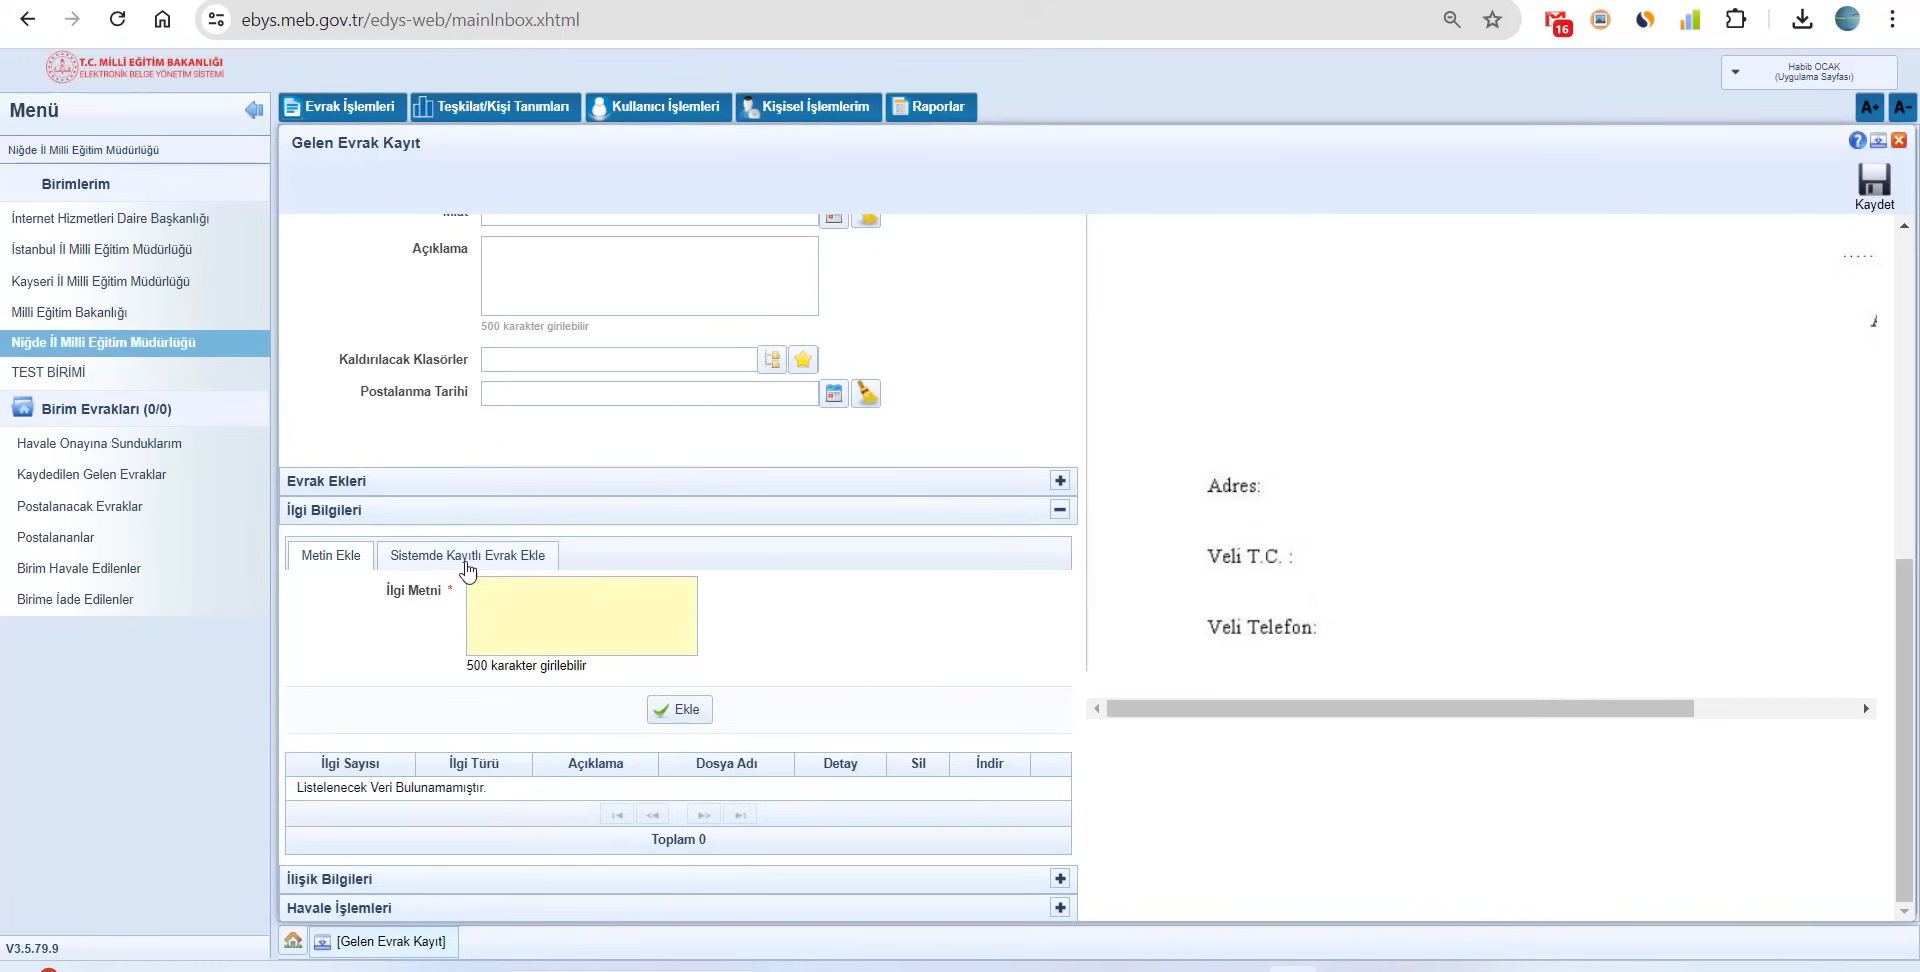 ebys.meb.gov.tr/edys-web/mainInbox.xhtml
16
T.C. MİLLÎ EĞİTİM BAKANLIĞI
ELEKTRONİK BELGE YÖNETİM SİSTEMİ
Habib OCAK
(Uygulama Sayfası)
Menü
Evrak İşlemleri
Teşkilat/Kişi Tanımları
Kullanıcı İşlemleri
Kişisel İşlemlerim
Raporlar
A+
A-
Niğde İl Milli Eğitim Müdürlüğü
Birimlerim
İnternet Hizmetleri Daire Başkanlığı
İstanbul İl Milli Eğitim Müdürlüğü
Kayseri İl Milli Eğitim Müdürlüğü
Milli Eğitim Bakanlığı
Niğde İl Milli Eğitim Müdürlüğü
TEST BİRİMİ
Birim Evrakları (0/0)
Havale Onayına Sunduklarım
Kaydedilen Gelen Evraklar
Postalanacak Evraklar
Postalananlar
Birim Havale Edilenler
Birime İade Edilenler
V3.5.79.9
Gelen Evrak Kayıt
Kaydet
Açıklama
500 karakter girilebilir
Kaldırılacak Klasörler
Postalanma Tarihi
Evrak Ekleri
İlgi Bilgileri
Metin Ekle
Sistemde Kayıtlı Evrak Ekle
İlgi Metni *
500 karakter girilebilir
Ekle
İlgi Sayısı İlgi Türü Açıklama Dosya Adı Detay Sil İndir
Listelenecek Veri Bulunamamıştır.
Toplam 0
İlişik Bilgileri
Havale İşlemleri
[Gelen Evrak Kayıt]
.....
Adres:
Veli T.C. :
Veli Telefon: